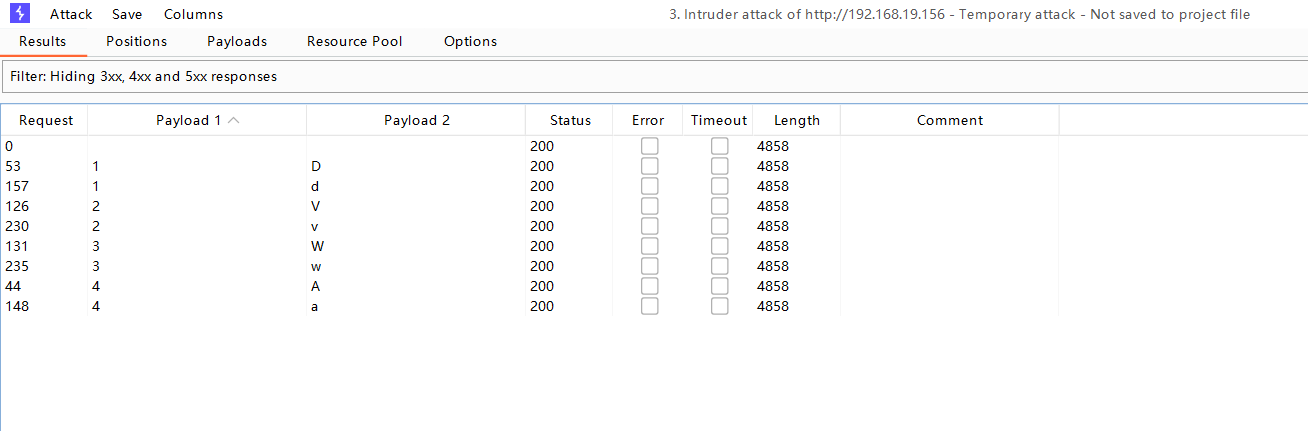 Attack Save Columns 3. Intruder attack of http://192.168.19.156 - Temporary attack - Not saved to project file
Results Positions Payloads Resource Pool Options
Filter: Hiding 3xx, 4xx and 5xx responses
Request Payload 1 Payload 2 Status Error Timeout Length Comment
0 200 4858
53 1 D 200 4858
157 1 d 200 4858
126 2 V 200 4858
230 2 v 200 4858
131 3 W 200 4858
235 3 w 200 4858
44 4 A 200 4858
148 4 a 200 4858